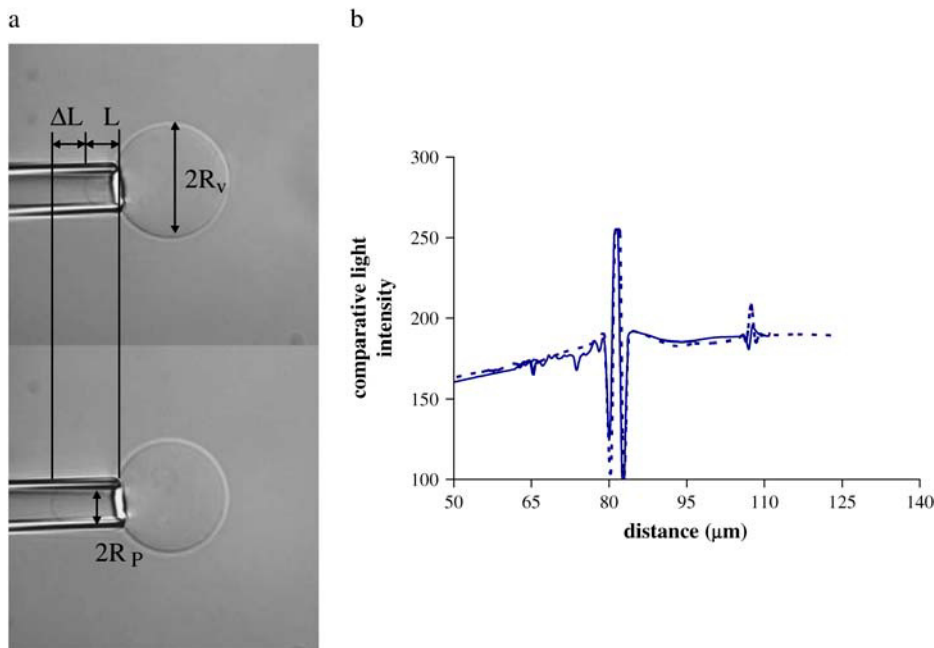 a
b
ΔL L
2Rv
2R P
comparative light
intensity
300
250
200
150
100
50 65 80 95 110 125 140
distance (μm)